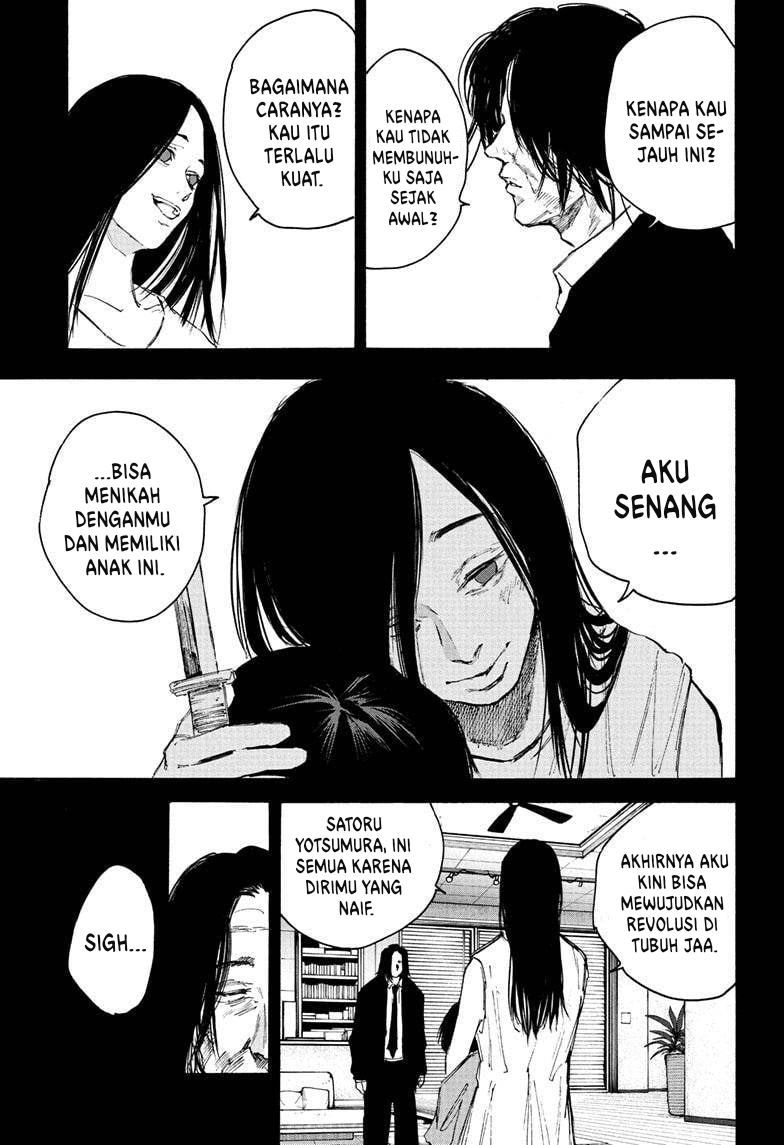 KENAPA KAU
SAMPAI SE-
JAUH INI?
KENAPA
KAU TIDAK
MEMBUNUH-
KU SAJA
SEJAK
AWAL?
BAGAIMANA
CARANYA?
KAU ITU
TERLALU
KUAT.
AKU
SENANG
...
...BISA
MENIKAH
DENGANMU
DAN MEMILIKI
ANAK INI.
AKHIRNYA AKU
KINI BISA
MEWUJUDKAN
REVOLUSI DI
TUBUH JAA.
SATORU
YOTSUMURA, INI
SEMUA KARENA
DIRIMU YANG
NAIF.
SIGH...